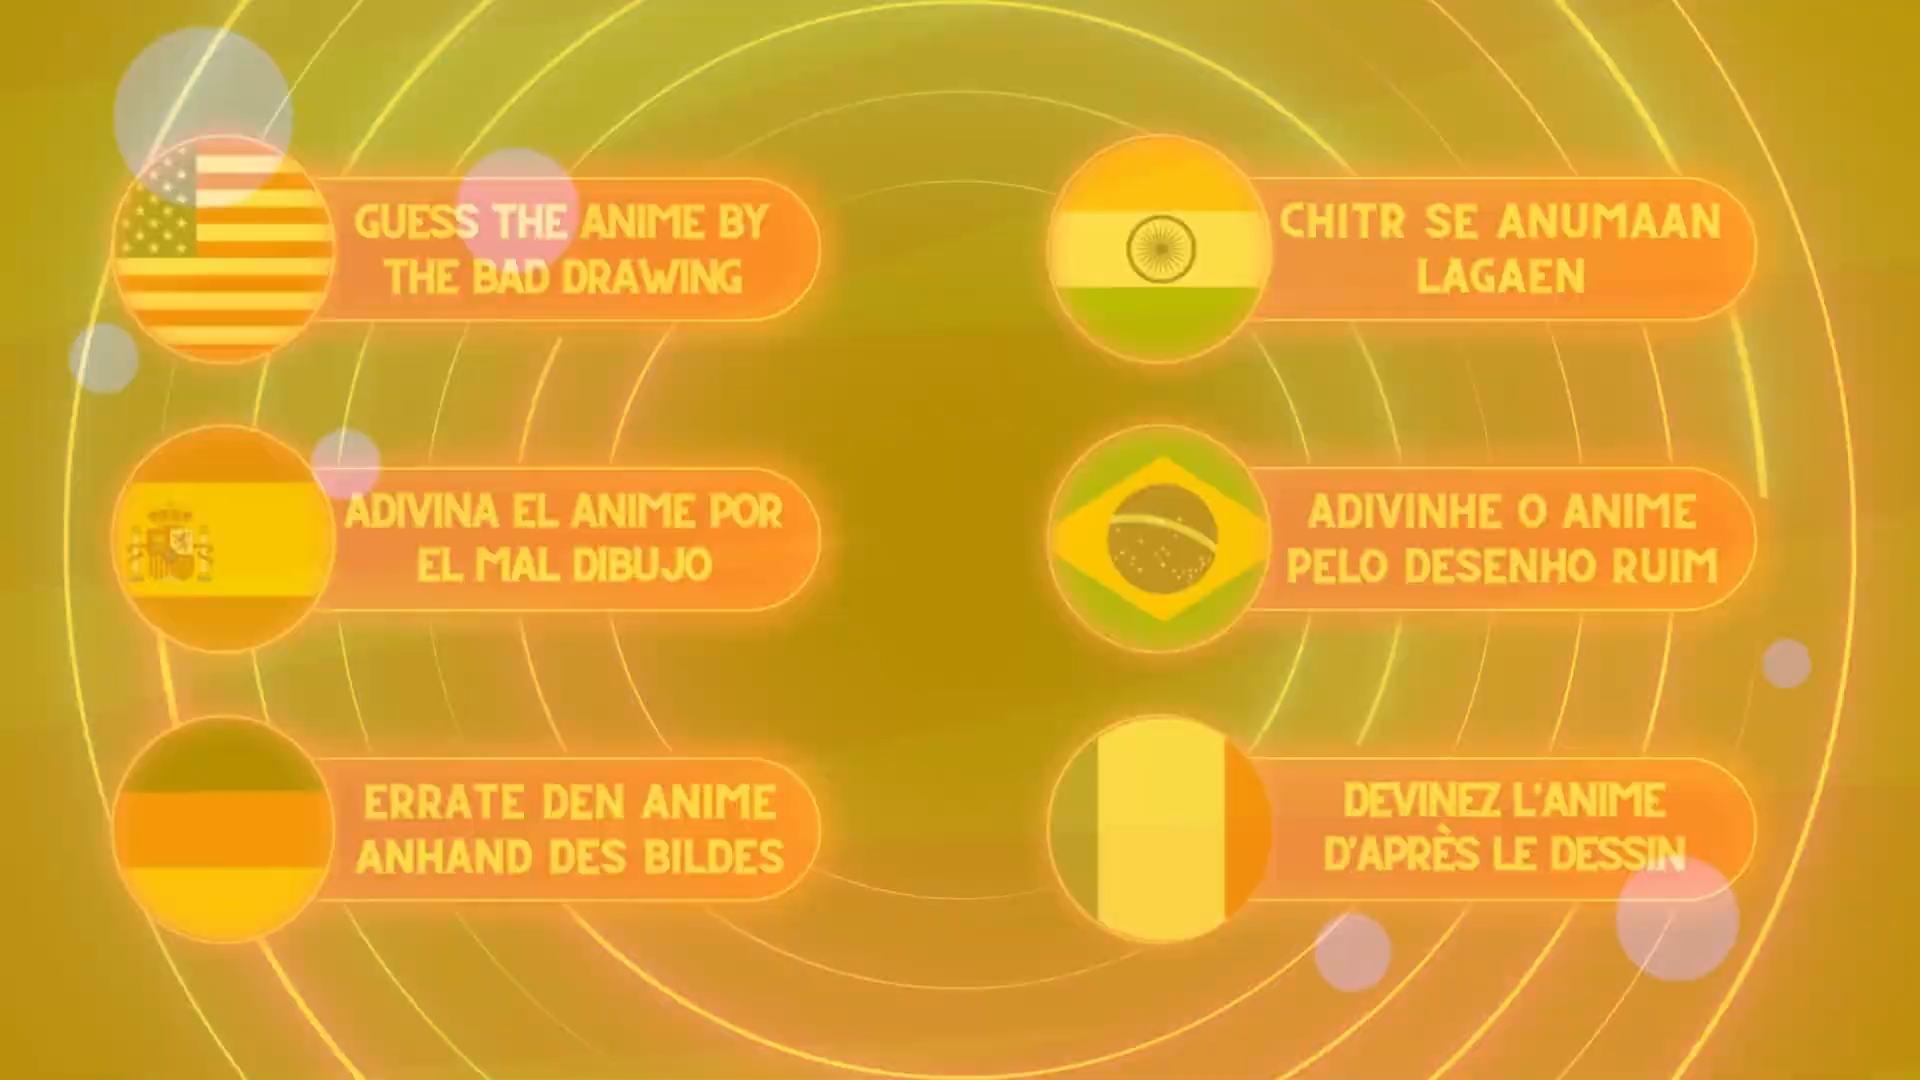 GUESS THE ANIME BY
THE BAD DRAWING
ADIVINA EL ANIME POR
EL MAL DIBUJO
ERRATE DEN ANIME
ANHAND DES BILDES
CHITR SE ANUMAAN
LAGAEN
ADIVINHE O ANIME
PELO DESENHO RUIM
DEVINEZ L'ANIME
D'APRÈS LE DESSIN